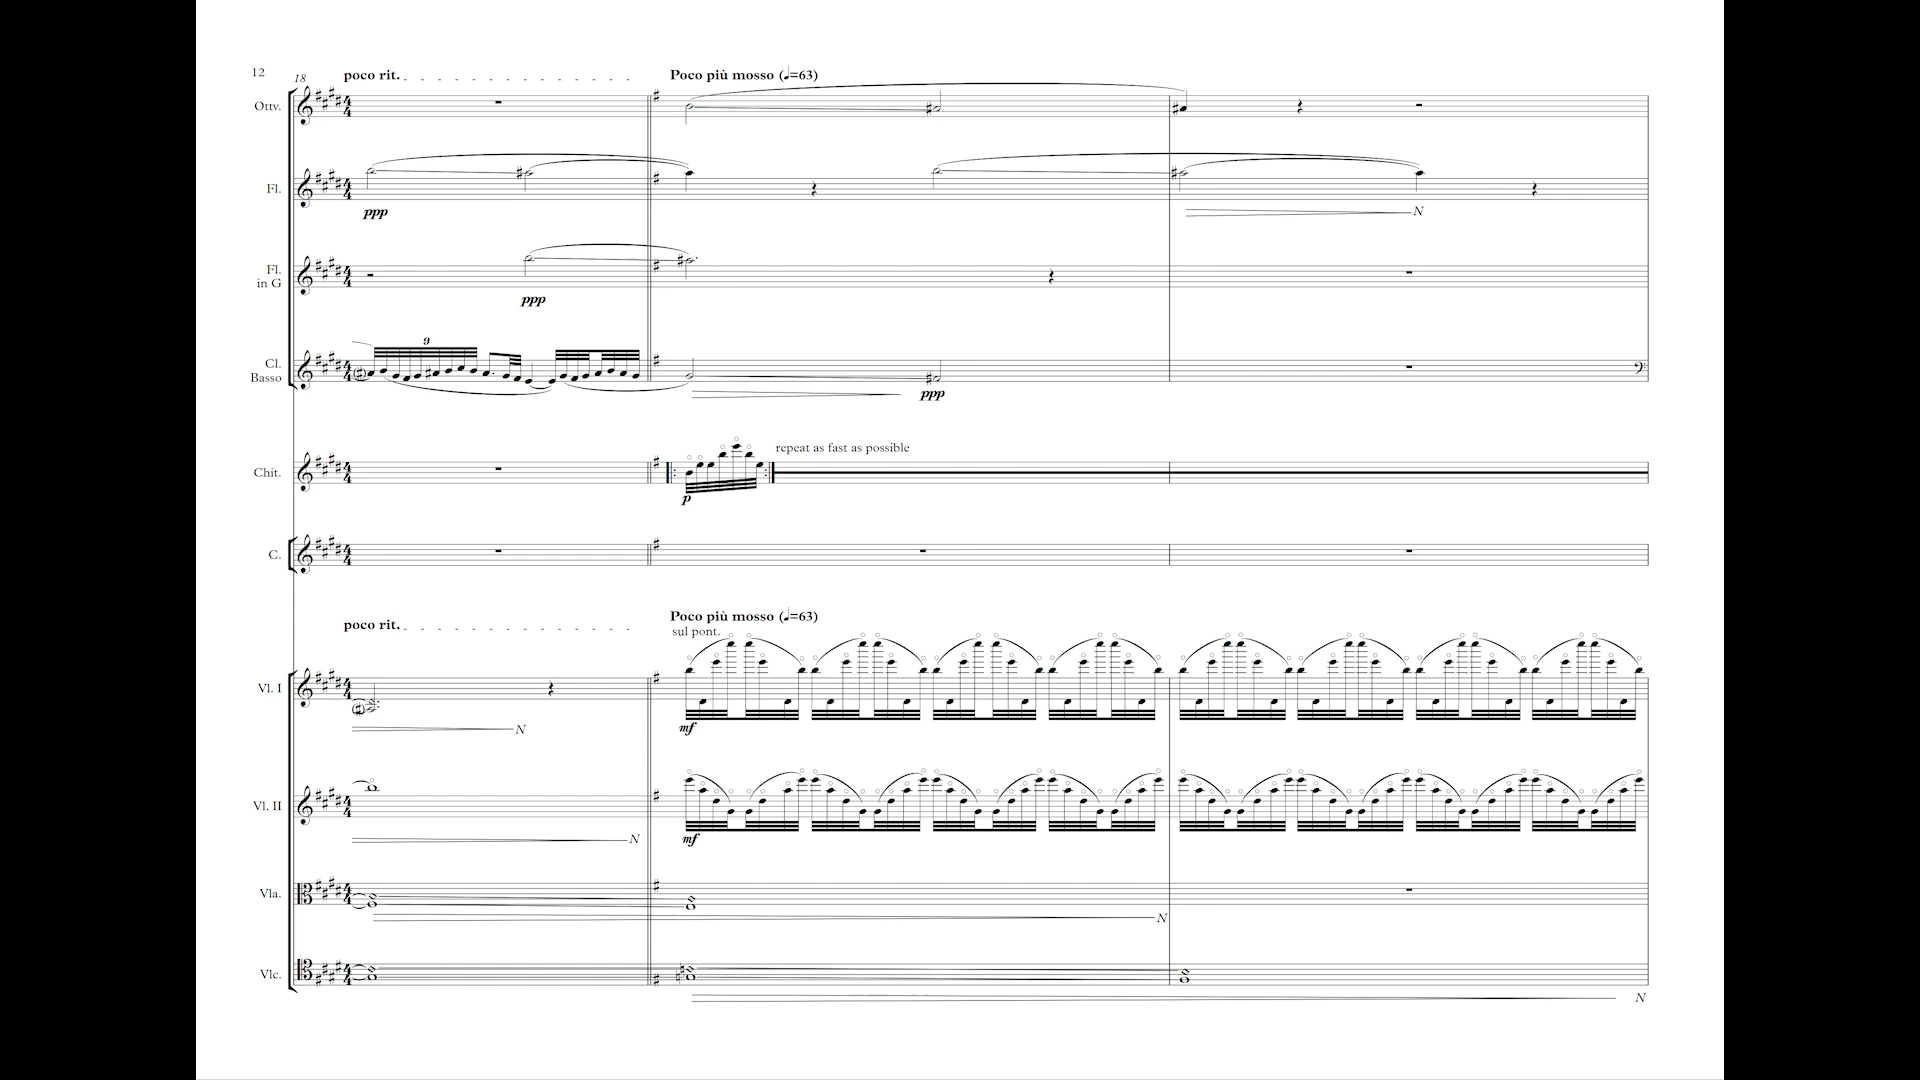 12
18
poco rit.
Poco più mosso (♩=63)
Ottv.
Fl.
ppp
N
Fl.
in G
ppp
9
Cl.
Basso
ppp
repeat as fast as possible
Chit.
p
C.
poco rit.
Poco più mosso (♩=63)
sul pont.
Vl. I
mf
N
Vl. II
mf
N
Vla.
N
Vlc.
N